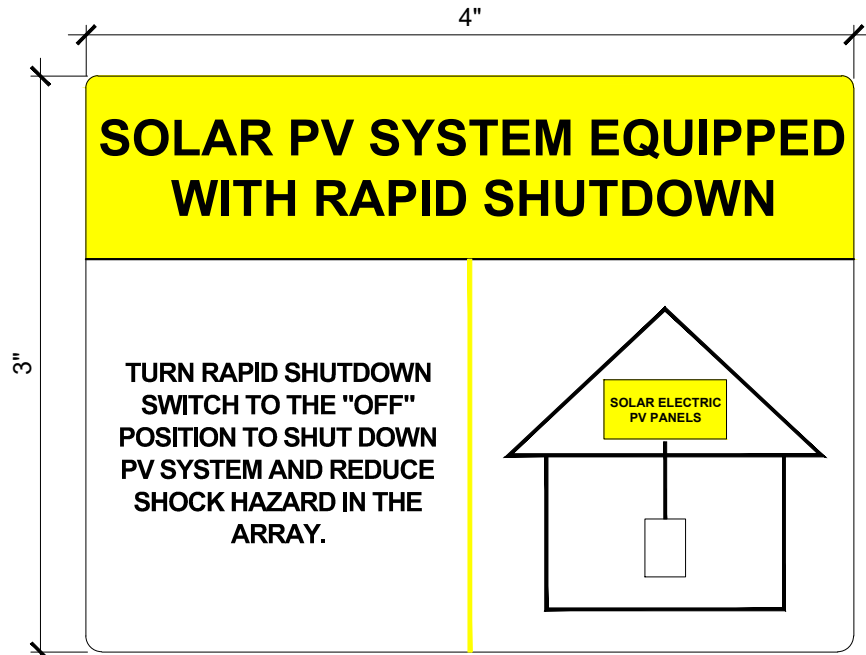 4"
3"
SOLAR PV SYSTEM EQUIPPED
WITH RAPID SHUTDOWN
TURN RAPID SHUTDOWN
SWITCH TO THE "OFF"
POSITION TO SHUT DOWN
PV SYSTEM AND REDUCE
SHOCK HAZARD IN THE
ARRAY.
SOLAR ELECTRIC
PV PANELS